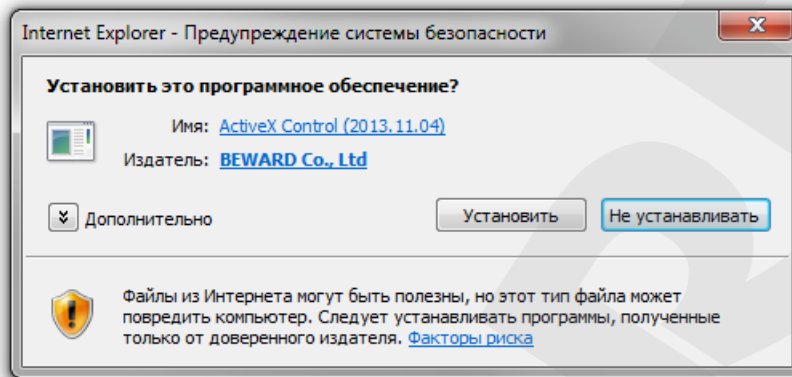 Internet Explorer - Предупреждение системы безопасности
Установить это программное обеспечение?
Имя: ActiveX Control (2013.11.04)
Издатель: BEWARD Co., Ltd
Дополнительно
Установить
Не устанавливать
Файлы из Интернета могут быть полезны, но этот тип файла может
повредить компьютер. Следует устанавливать программы, полученные
только от доверенного издателя. Факторы риска